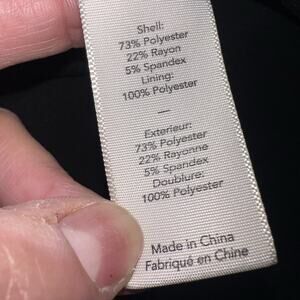 Shell:
73% Polyester
22% Rayon
5% Spandex
Lining:
100% Polyester
—
Exterieur:
73% Polyester
22% Rayonne
5% Spandex
Doublure:
100% Polyester
Made in China
Fabriqué en Chine